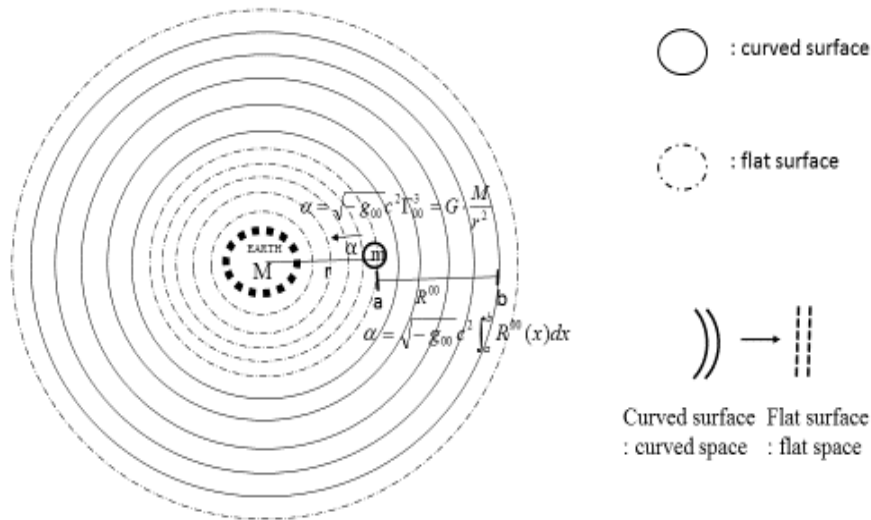 : curved surface
: flat surface
α = √−g₀₀ c² Γ³₀₀ = G · M/r²
EARTH
α
m
M
r
a
R⁰⁰
b
α = √−g₀₀ c² ∫ₐᵇ R⁰⁰(x)dx
Curved surface
: curved space
Flat surface
: flat space